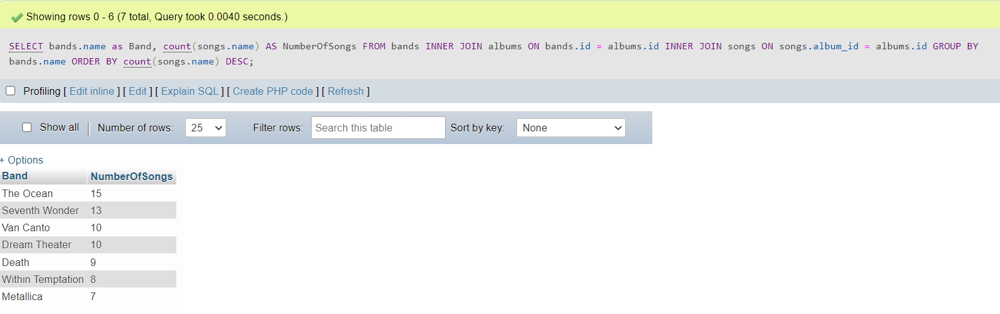 Showing rows 0 - 6 (7 total, Query took 0.0040 seconds.)
SELECT bands.name as Band, count(songs.name) AS NumberOfSongs FROM bands INNER JOIN albums ON bands.id = albums.id INNER JOIN songs ON songs.album_id = albums.id GROUP BY
bands.name ORDER BY count(songs.name) DESC;
Profiling [ Edit inline ] [ Edit ] [ Explain SQL ] [ Create PHP code ] [ Refresh ]
Show all Number of rows: 25 Filter rows: Search this table Sort by key: None
+ Options
Band NumberOfSongs
The Ocean 15
Seventh Wonder 13
Van Canto 10
Dream Theater 10
Death 9
Within Temptation 8
Metallica 7